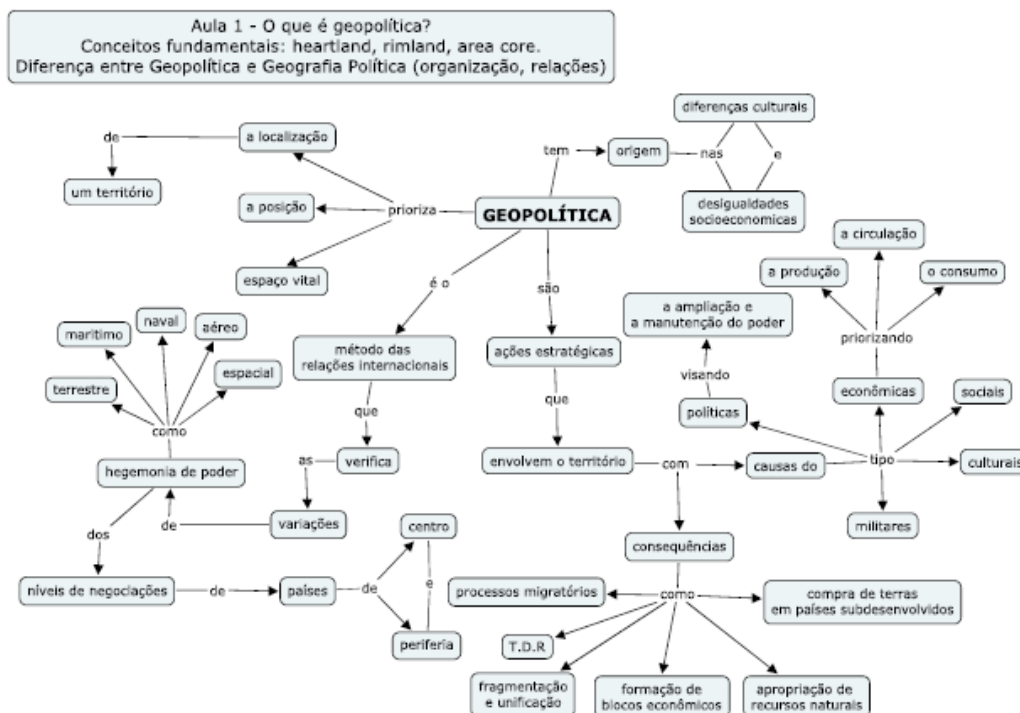 Aula 1 - O que é geopolítica?
Conceitos fundamentais: heartland, rimland, area core.
Diferença entre Geopolítica e Geografia Política (organização, relações)
diferenças culturais
de
a localização
tem
origem
nas
e
um território
desigualdades
socioeconomicas
a posição
prioriza
GEOPOLÍTICA
a circulação
espaço vital
é o
são
a produção
o consumo
a ampliação e
a manutenção do poder
naval
maritimo
aéreo
método das
relações internacionais
ações estratégicas
priorizando
terrestre
espacial
visando
econômicas
sociais
como
que
que
políticas
hegemonia de poder
as
verifica
envolvem o território
com
causas do
tipo
culturais
dos
de
variações
centro
militares
consequências
níveis de negociações
de
países
de
e
processos migratórios
como
compra de terras
em países subdesenvolvidos
periferia
T.D.R
fragmentação
e unificação
formação de
blocos econômicos
apropriação de
recursos naturais